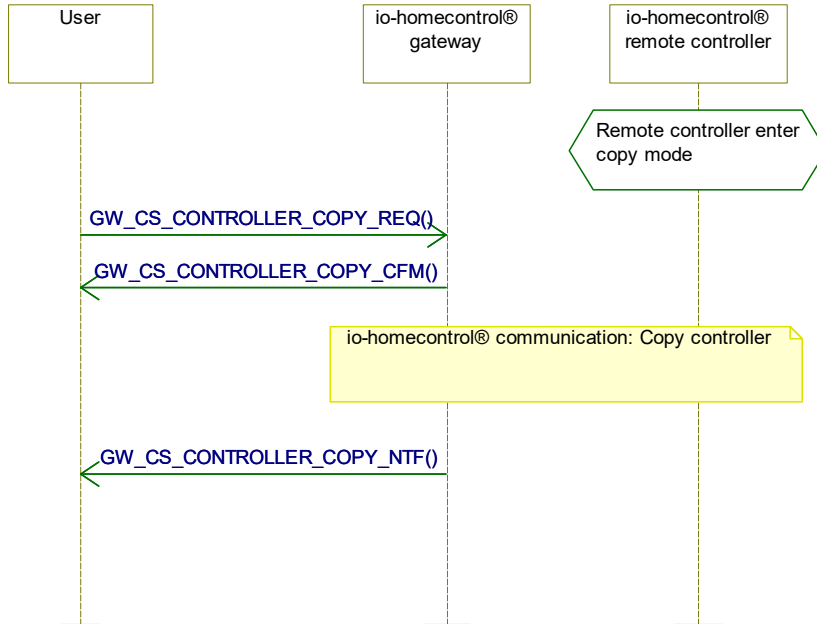 User
io-homecontrol®
gateway
io-homecontrol®
remote controller
Remote controller enter
copy mode
GW_CS_CONTROLLER_COPY_REQ()
GW_CS_CONTROLLER_COPY_CFM()
io-homecontrol® communication: Copy controller
GW_CS_CONTROLLER_COPY_NTF()